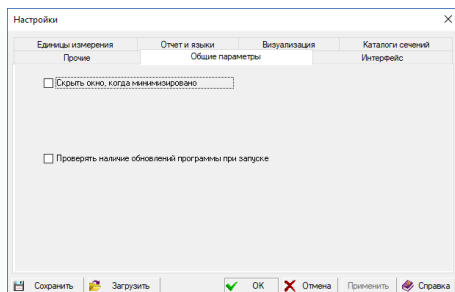 Настройки
Единицы измерения Отчет и языки Визуализация Каталоги сечений
Прочие Общие параметры Интерфейс
Скрыть окно, когда минимизировано
Проверять наличие обновлений программы при запуске
Сохранить Загрузить OK Отмена Применить Справка